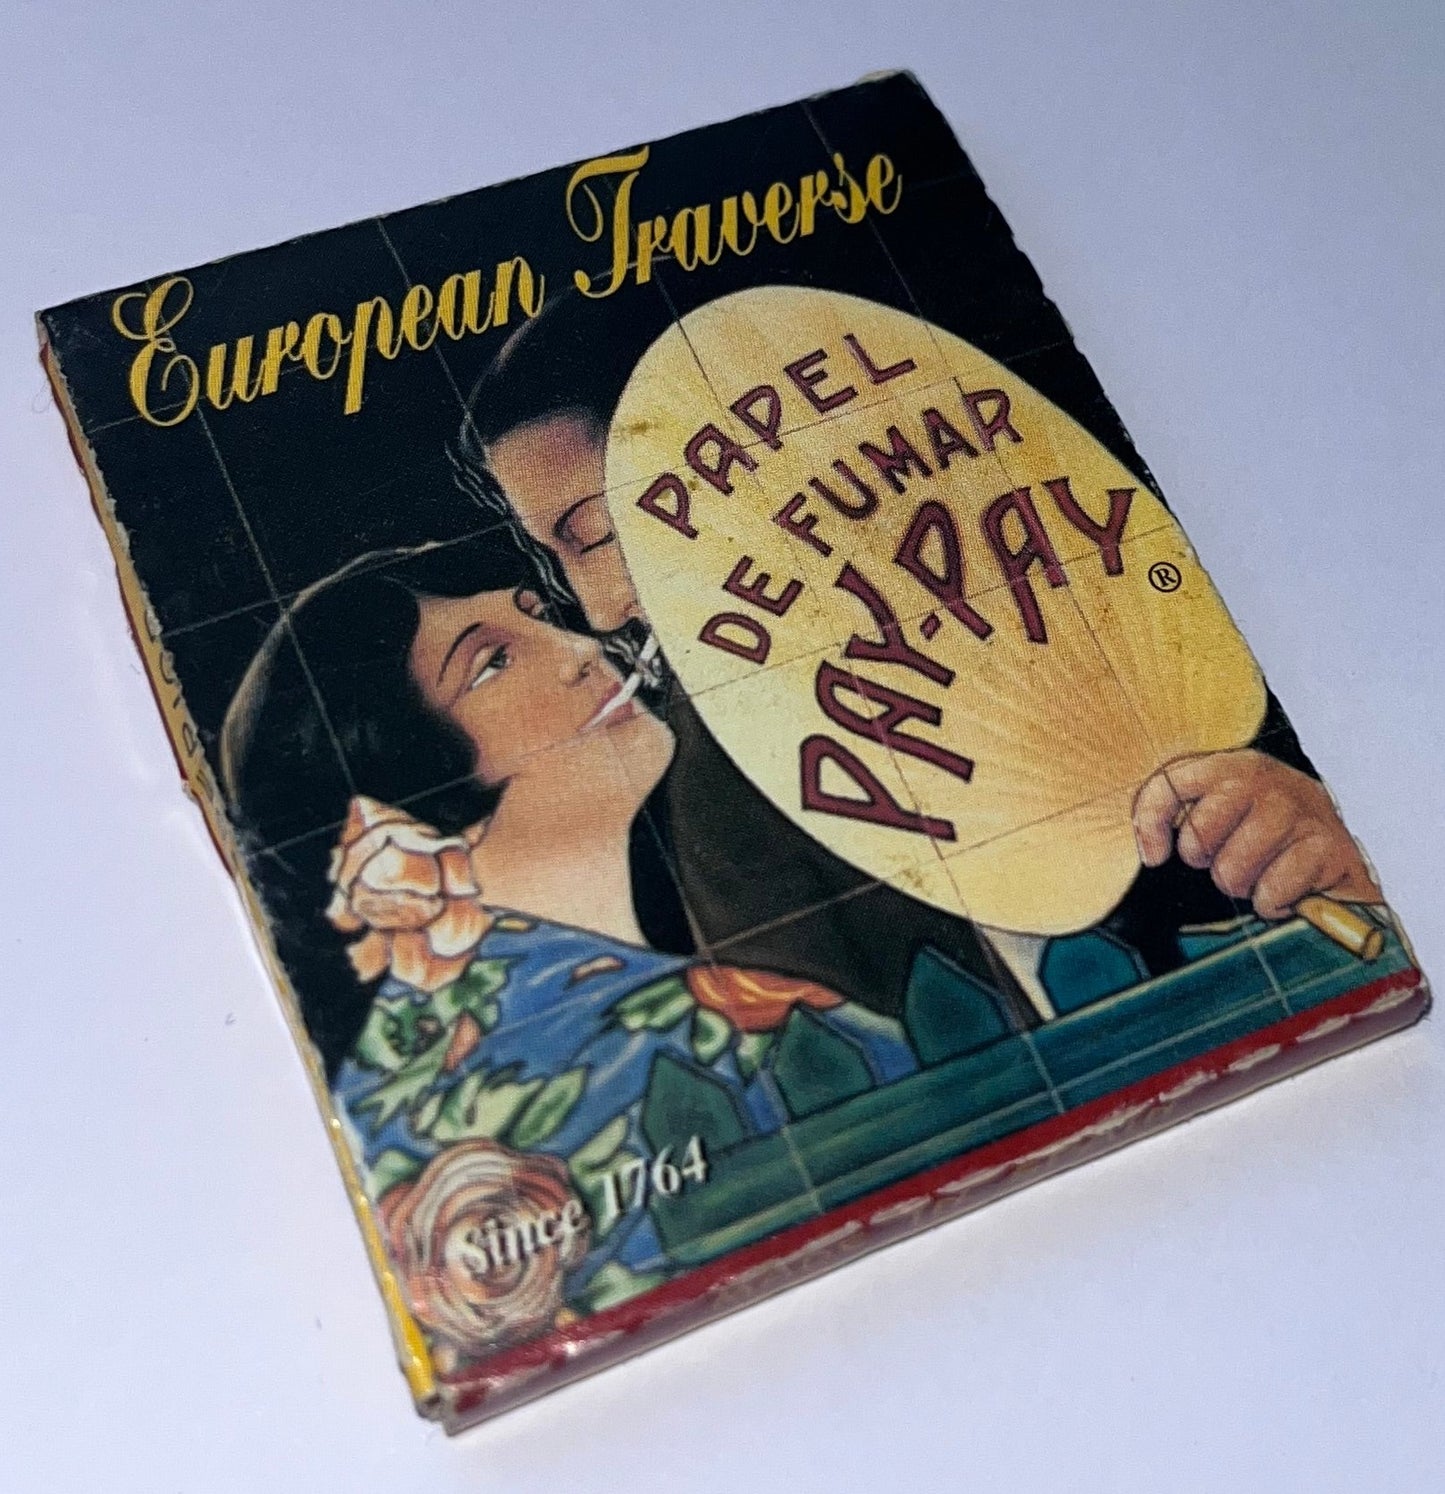 European Traverse
PAPEL
DE FUMAR
PAY-PAY®
Since 1764